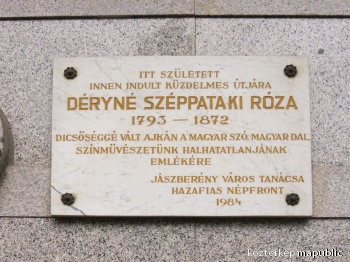 ITT SZÜLETETT
INNEN INDULT KÜZDELMES ÚTJÁRA
DÉRYNÉ SZÉPPATAKI RÓZA
1793 — 1872
DICSŐSÉGGÉ VÁLT AJKÁN A MAGYAR SZÓ, MAGYAR DAL
SZÍNMŰVÉSZETÜNK HALHATATLANJÁNAK
EMLÉKÉRE
JÁSZBERÉNY VÁROS TANÁCSA
HAZAFIAS NÉPFRONT
1984
kozterkep.mapublic